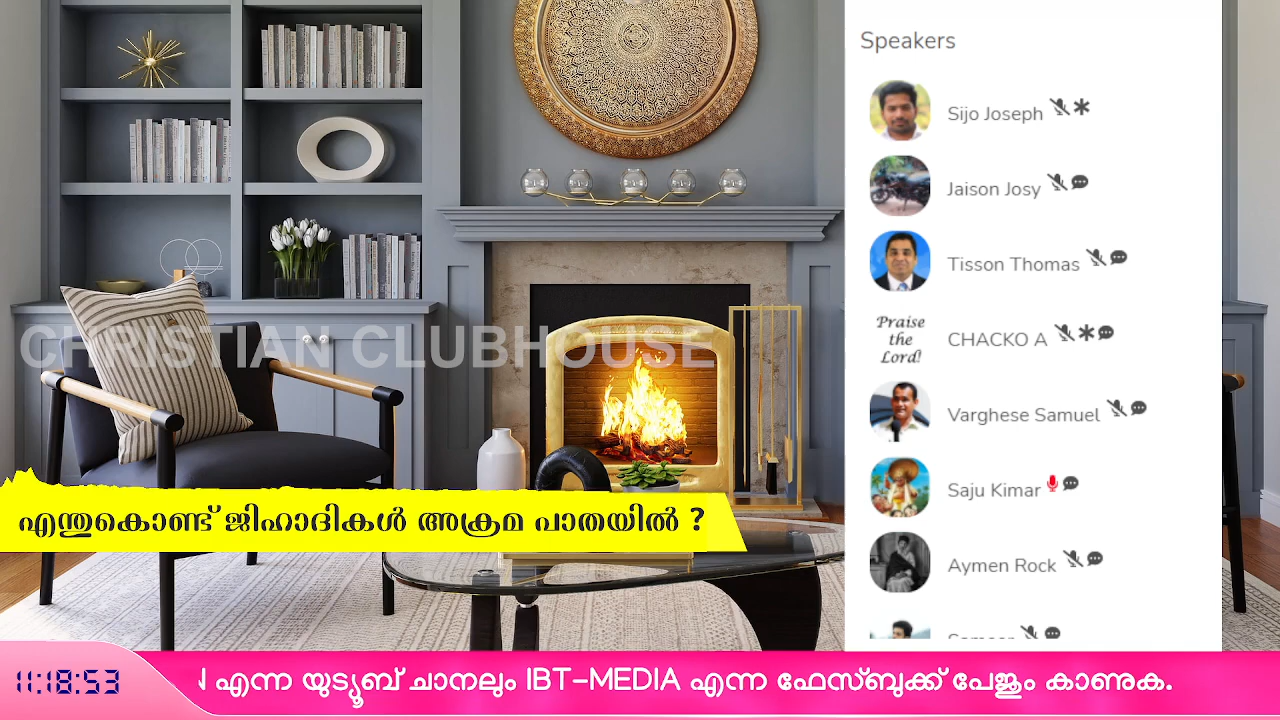 Speakers
Sijo Joseph
Jaison Josy
Tisson Thomas
Praise
the
Lord!
CHACKO A
Varghese Samuel
Saju Kimar
Aymen Rock
CHRISTIAN CLUBHOUSE
എന്തുകൊണ്ട് ജിഹാദികൾ അക്രമ പാതയിൽ ?
11:18:53
എന്ന യുട്യൂബ് ചാനലും IBT-MEDIA എന്ന ഫേസ്ബുക്ക് പേജും കാണുക.